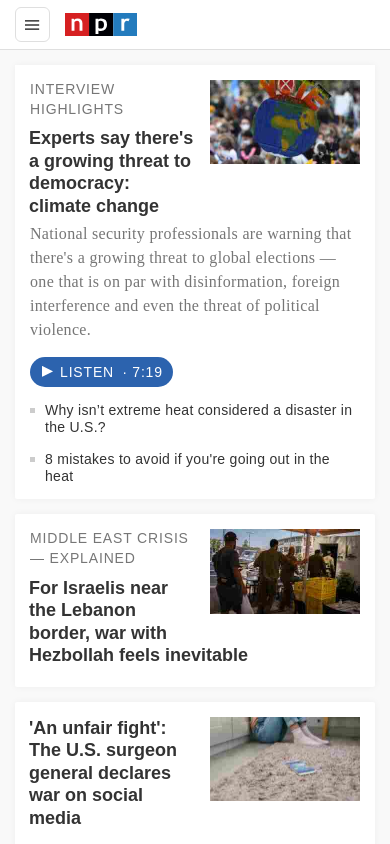 npr
INTERVIEW
HIGHLIGHTS
Experts say there's
a growing threat to
democracy:
climate change
National security professionals are warning that
there's a growing threat to global elections —
one that is on par with disinformation, foreign
interference and even the threat of political
violence.
LISTEN · 7:19
Why isn’t extreme heat considered a disaster in
the U.S.?
8 mistakes to avoid if you're going out in the
heat
MIDDLE EAST CRISIS
— EXPLAINED
For Israelis near
the Lebanon
border, war with
Hezbollah feels inevitable
'An unfair fight':
The U.S. surgeon
general declares
war on social
media